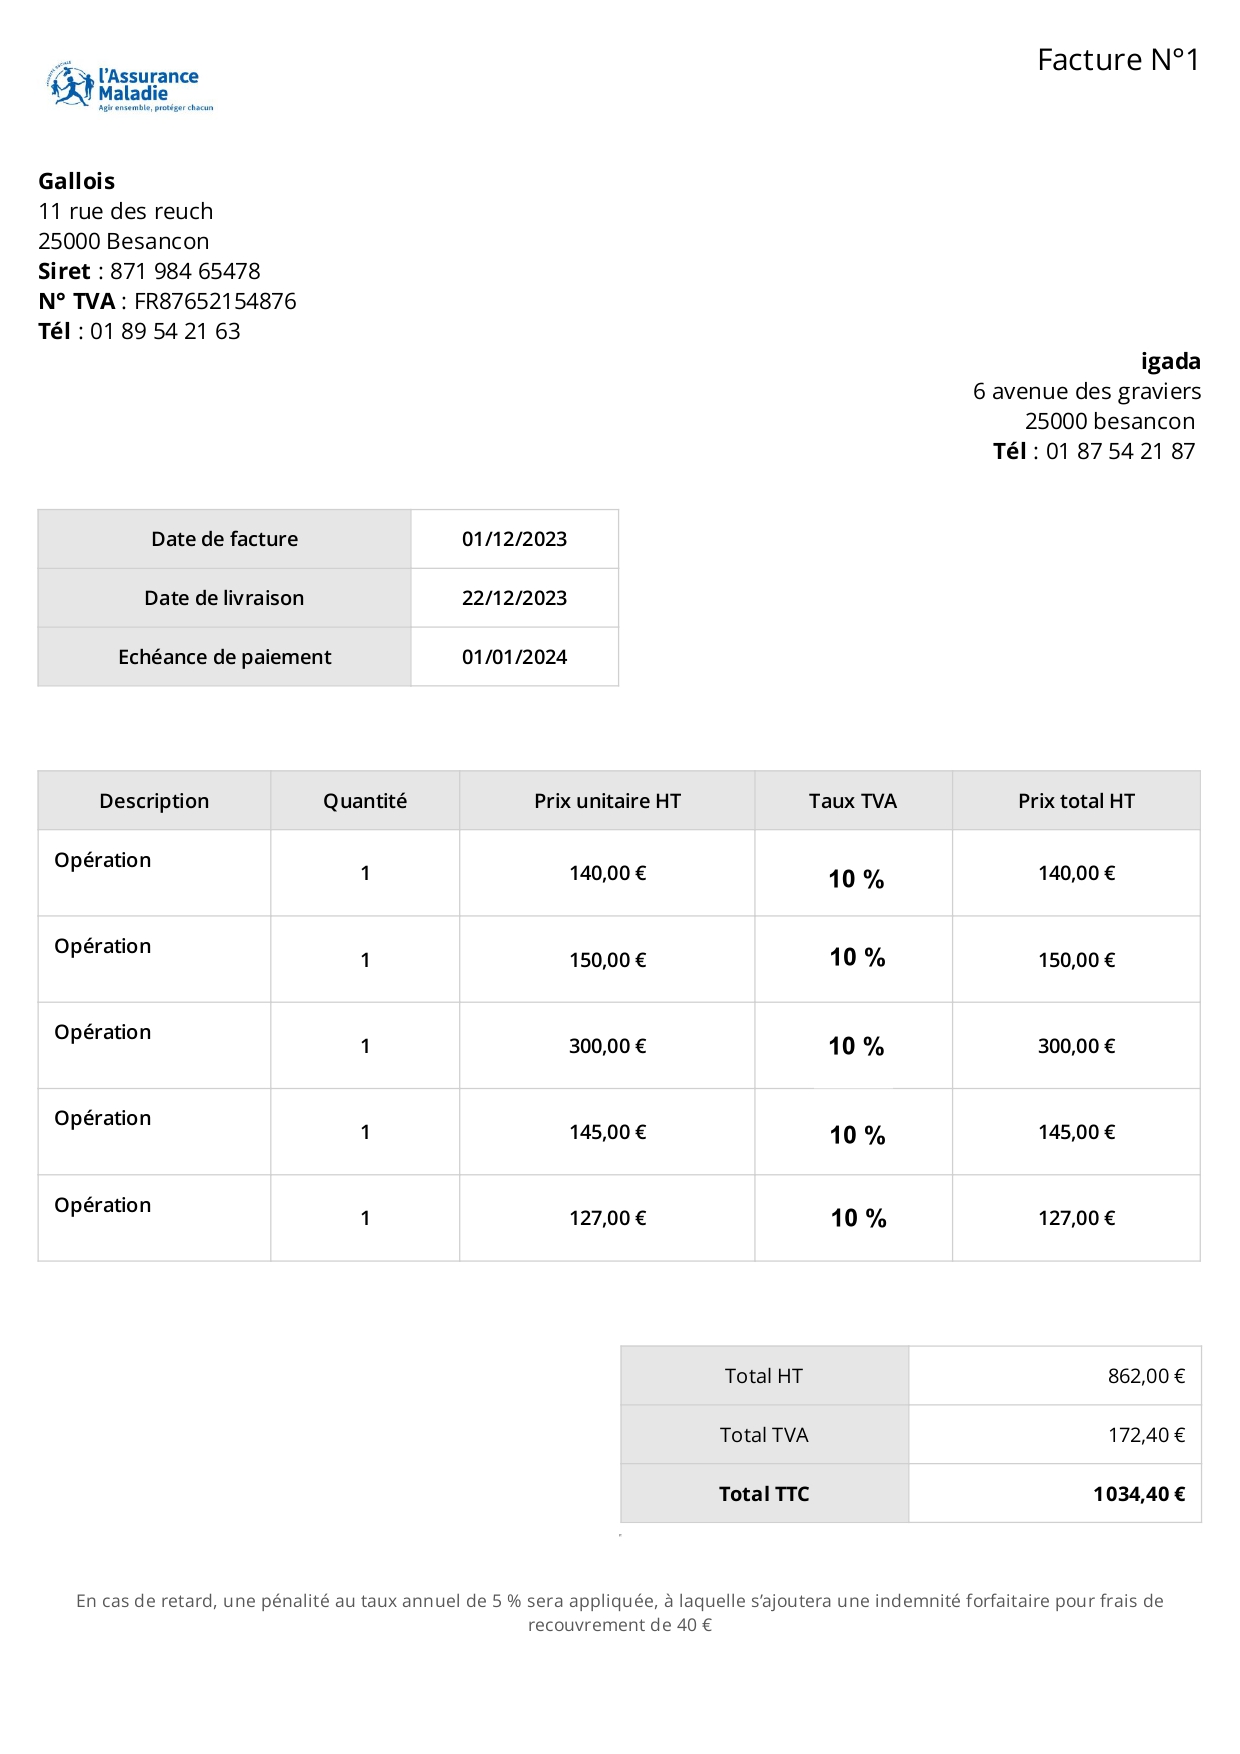 Facture N°1
l'Assurance
Maladie
Agir ensemble, protéger chacun
Gallois
11 rue des reuch
25000 Besancon
Siret : 871 984 65478
N° TVA : FR87652154876
Tél : 01 89 54 21 63
igada
6 avenue des graviers
25000 besancon
Tél : 01 87 54 21 87
Date de facture 01/12/2023
Date de livraison 22/12/2023
Echéance de paiement 01/01/2024
Description Quantité Prix unitaire HT Taux TVA Prix total HT
Opération 1 140,00 € 10 % 140,00 €
Opération 1 150,00 € 10 % 150,00 €
Opération 1 300,00 € 10 % 300,00 €
Opération 1 145,00 € 10 % 145,00 €
Opération 1 127,00 € 10 % 127,00 €
Total HT 862,00 €
Total TVA 172,40 €
Total TTC 1034,40 €
En cas de retard, une pénalité au taux annuel de 5 % sera appliquée, à laquelle s’ajoutera une indemnité forfaitaire pour frais de
recouvrement de 40 €